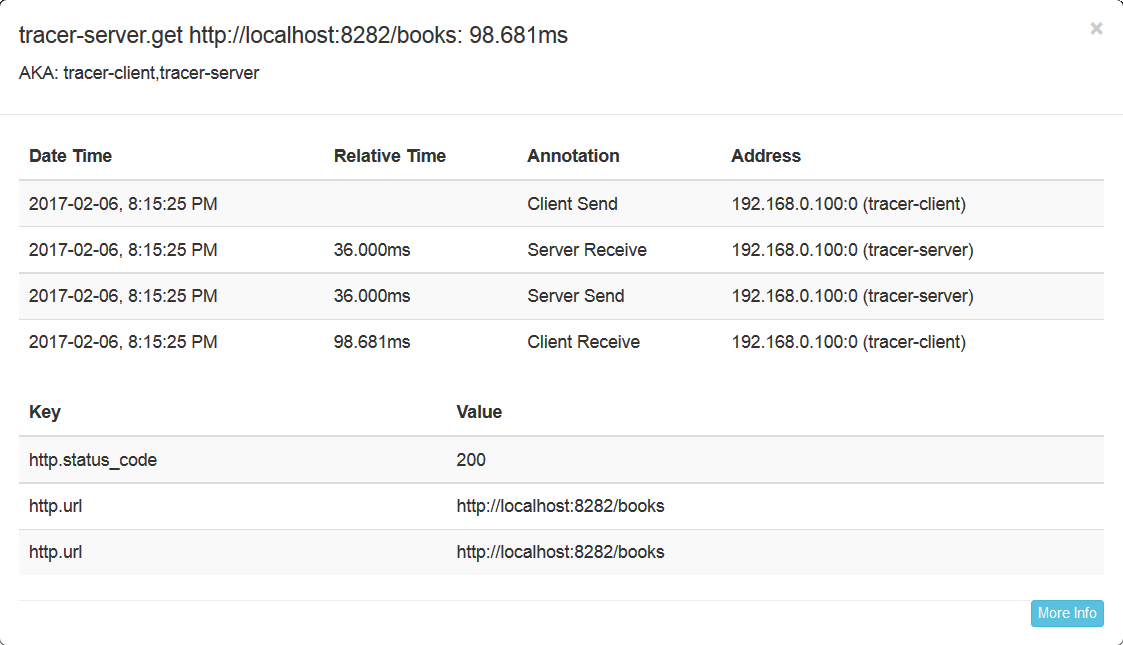 tracer-server.get http://localhost:8282/books: 98.681ms
×
AKA: tracer-client,tracer-server
Date Time Relative Time Annotation Address
2017-02-06, 8:15:25 PM Client Send 192.168.0.100:0 (tracer-client)
2017-02-06, 8:15:25 PM 36.000ms Server Receive 192.168.0.100:0 (tracer-server)
2017-02-06, 8:15:25 PM 36.000ms Server Send 192.168.0.100:0 (tracer-server)
2017-02-06, 8:15:25 PM 98.681ms Client Receive 192.168.0.100:0 (tracer-client)
Key Value
http.status_code 200
http.url http://localhost:8282/books
http.url http://localhost:8282/books
More Info